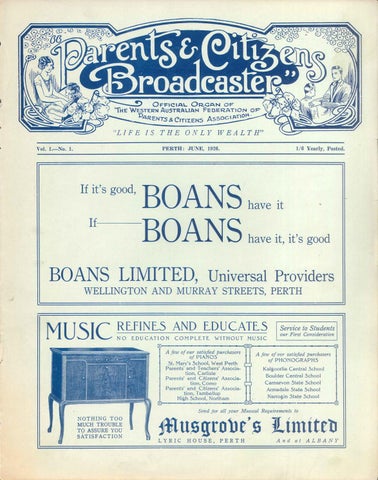 "Parents & Citizens
Broadcaster"
OFFICIAL ORGAN OF
THE WESTERN AUSTRALIAN FEDERATION OF
PARENTS & CITIZENS ASSOCIATION
"LIFE IS THE ONLY WEALTH"
Vol. 1.—No. 1. PERTH: JUNE, 1926. 1/6 Yearly, Posted.
If it's good, BOANS have it
If—BOANS have it, it's good
BOANS LIMITED, Universal Providers
WELLINGTON AND MURRAY STREETS, PERTH
MUSIC REFINES AND EDUCATES
NO EDUCATION COMPLETE WITHOUT MUSIC
Service to Students
our First Consideration
A few of our satisfied purchasers
of PIANOS
St. Mary's School, West Perth
Parents and Teachers' Association, Carlisle
Parents and Citizens' Association, Como
Parents and Citizens' Association, Tambellup
High School, Northam
A few of our satisfied purchasers
of PHONOGRAPHS
Kalgoorlie Central School
Boulder Central School
Carnarvon State School
Armadale State School
Narrogin State School
NOTHING TOO
MUCH TROUBLE
TO ASSURE YOU
SATISFACTION
Send for all your Musical Requirements to
Musgrove's Limited
LYRIC HOUSE, PERTH And at ALBANY